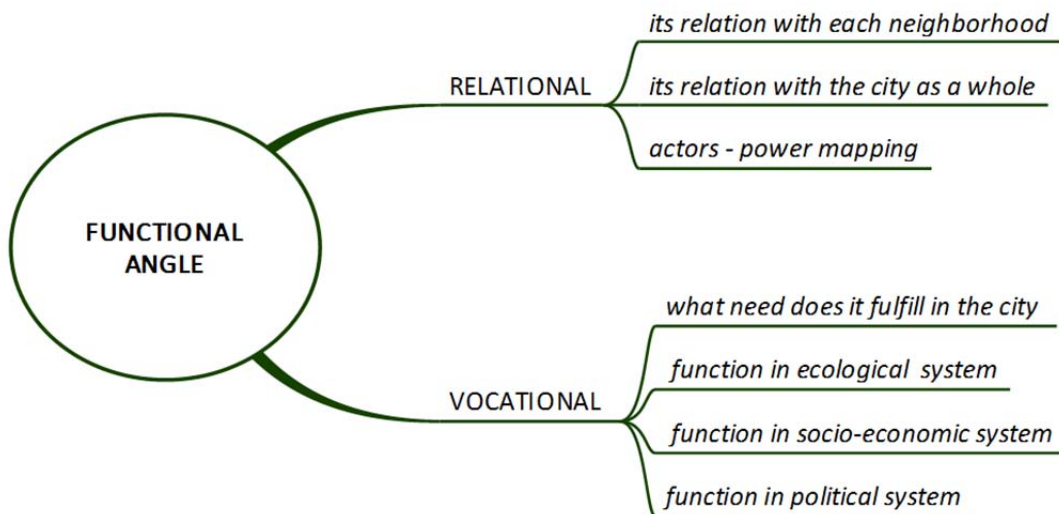 FUNCTIONAL
ANGLE
RELATIONAL
its relation with each neighborhood
its relation with the city as a whole
actors - power mapping
VOCATIONAL
what need does it fulfill in the city
function in ecological system
function in socio-economic system
function in political system